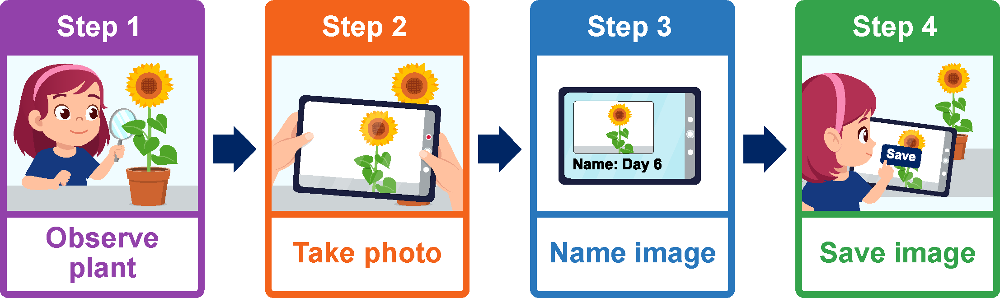 Step 1
Observe
plant
Step 2
Take photo
Step 3
Name: Day 6
Name image
Step 4
Save
Save image